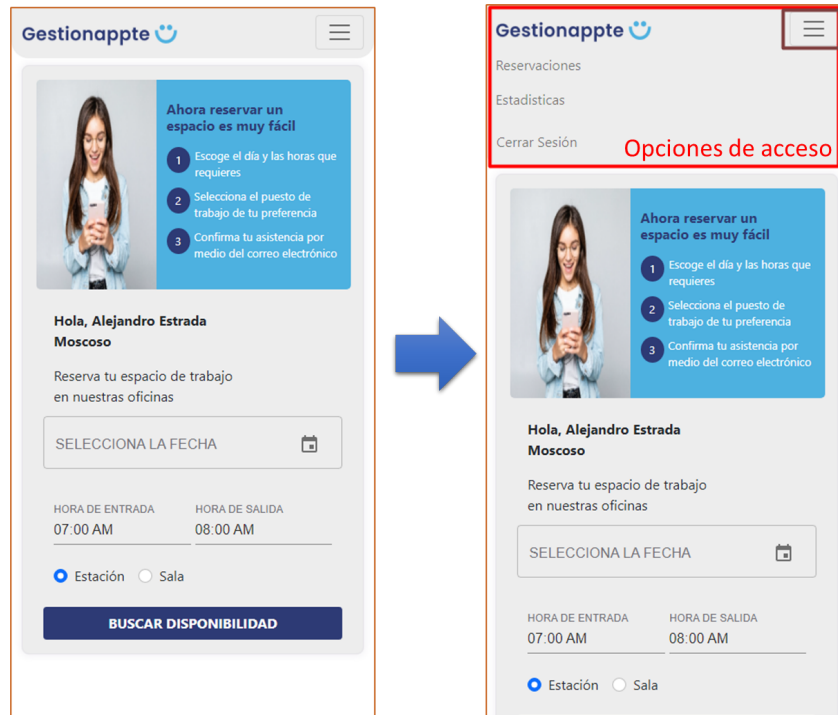 Gestionappte
Ahora reservar un
espacio es muy fácil
1 Escoge el día y las horas que
requieres
2 Selecciona el puesto de
trabajo de tu preferencia
3 Confirma tu asistencia por
medio del correo electrónico
Hola, Alejandro Estrada
Moscoso
Reserva tu espacio de trabajo
en nuestras oficinas
SELECCIONA LA FECHA
HORA DE ENTRADA HORA DE SALIDA
07:00 AM 08:00 AM
Estación Sala
BUSCAR DISPONIBILIDAD
Gestionappte
Reservaciones
Estadisticas
Cerrar Sesión
Opciones de acceso
Ahora reservar un
espacio es muy fácil
1 Escoge el día y las horas que
requieres
2 Selecciona el puesto de
trabajo de tu preferencia
3 Confirma tu asistencia por
medio del correo electrónico
Hola, Alejandro Estrada
Moscoso
Reserva tu espacio de trabajo
en nuestras oficinas
SELECCIONA LA FECHA
HORA DE ENTRADA HORA DE SALIDA
07:00 AM 08:00 AM
Estación Sala